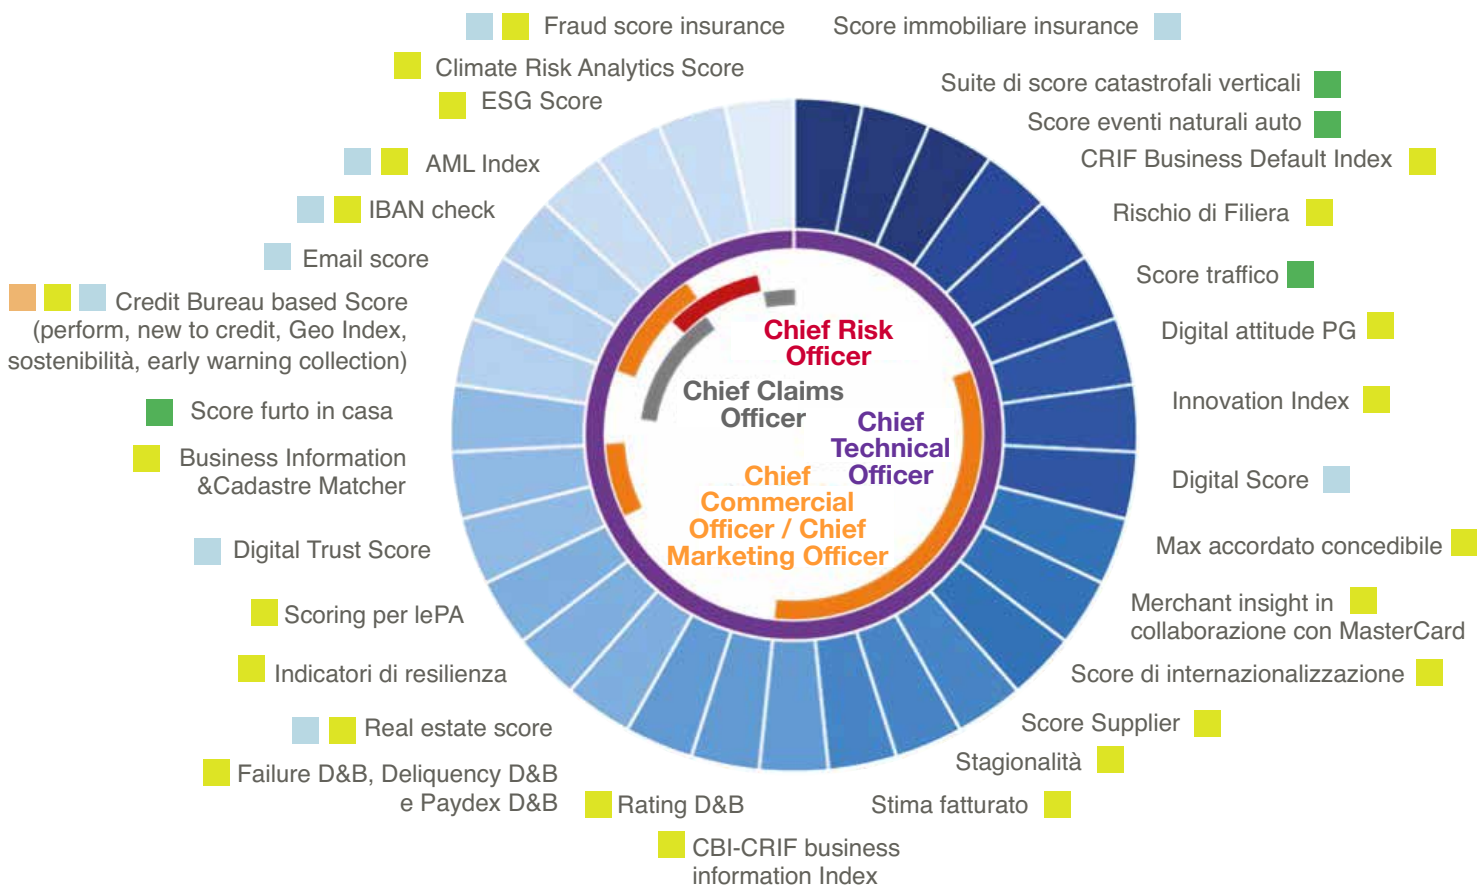 Fraud score insurance
Score immobiliare insurance
Climate Risk Analytics Score
Suite di score catastrofali verticali
ESG Score
Score eventi naturali auto
AML Index
CRIF Business Default Index
IBAN check
Rischio di Filiera
Email score
Score traffico
Credit Bureau based Score
(perform, new to credit, Geo Index,
sostenibilità, early warning collection)
Digital attitude PG
Score furto in casa
Innovation Index
Business Information
&Cadastre Matcher
Digital Score
Digital Trust Score
Max accordato concedibile
Scoring per lePA
Merchant insight in
collaborazione con MasterCard
Indicatori di resilienza
Score di internazionalizzazione
Real estate score
Score Supplier
Failure D&B, Deliquency D&B
e Paydex D&B
Stagionalità
Rating D&B
Stima fatturato
CBI-CRIF business
information Index
Chief Risk
Officer
Chief Claims
Officer
Chief
Technical
Officer
Chief
Commercial
Officer / Chief
Marketing Officer